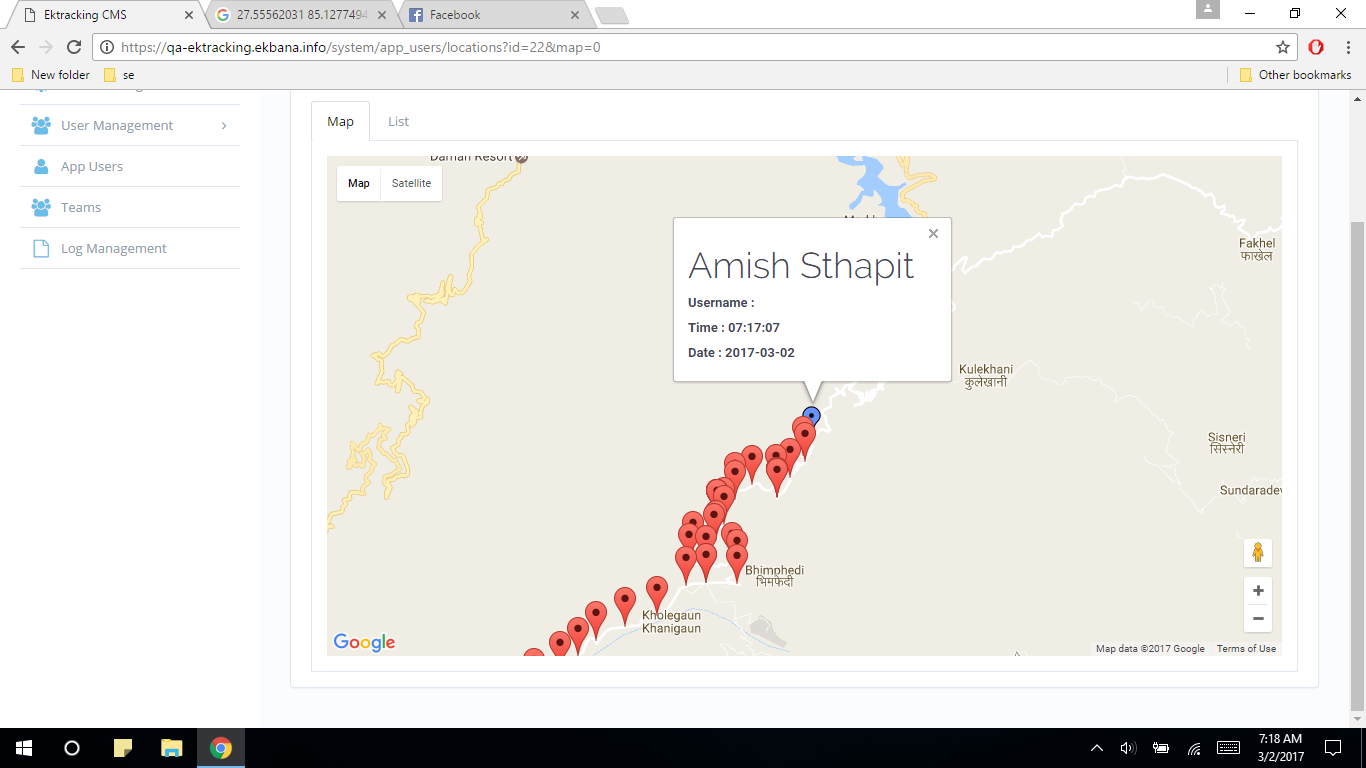 Ektracking CMS
27.55562031 85.1277494
Facebook
https://qa-ektracking.ekbana.info/system/app_users/locations?id=22&map=0
New folder
se
Other bookmarks
User Management
App Users
Teams
Log Management
Map
List
Daman Resort
Map
Satellite
Fakhel
फाखेल
Amish Sthapit
Username :
Time : 07:17:07
Date : 2017-03-02
Kulekhani
कुलेखानी
Sisneri
सिस्नेरी
Sundaradev
Bhimphedi
भिमफेदी
Kholegaun
Khanigaun
Google
Map data ©2017 Google
Terms of Use
7:18 AM
3/2/2017